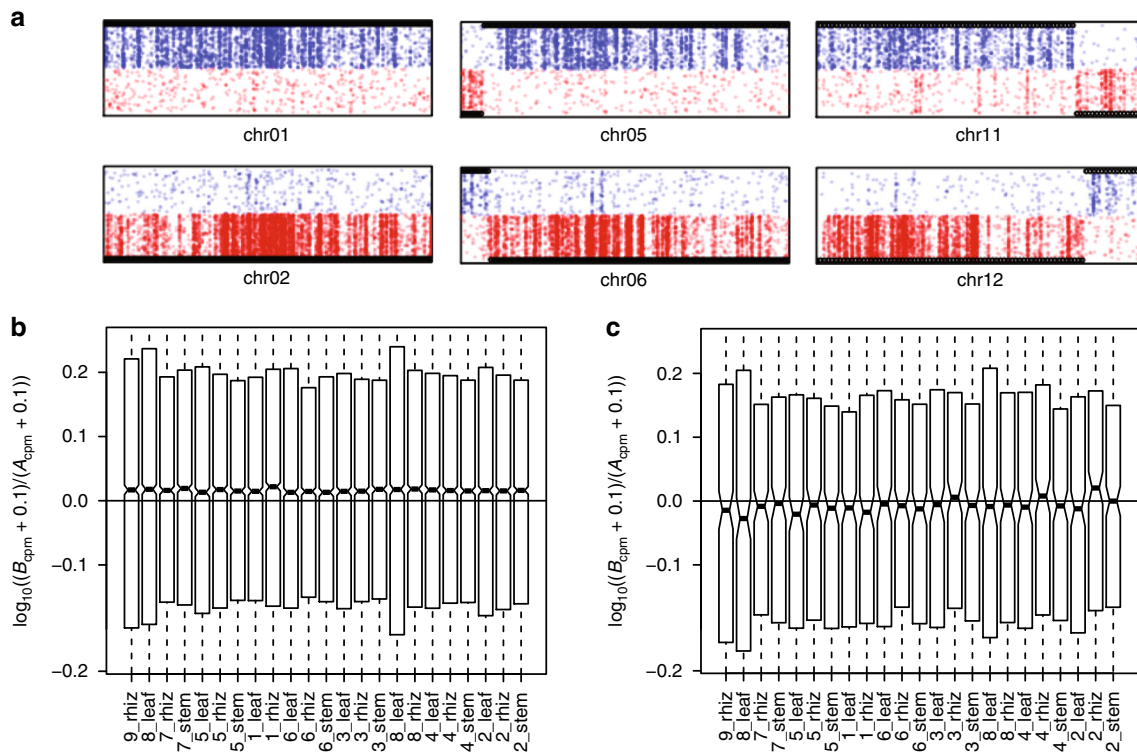 a
chr01
chr05
chr11
chr02
chr06
chr12
b
log10((Bcpm + 0.1)/(Acpm + 0.1))
0.2
0.1
0.0
−0.1
−0.2
9_rhiz
8_leaf
7_rhiz
7_stem
5_leaf
5_rhiz
5_stem
1_leaf
1_rhiz
6_leaf
6_rhiz
6_stem
3_leaf
3_rhiz
3_stem
8_leaf
8_rhiz
4_leaf
4_rhiz
4_stem
2_leaf
2_rhiz
2_stem
c
log10((Bcpm + 0.1)/(Acpm + 0.1))
0.2
0.1
0.0
−0.1
−0.2
9_rhiz
8_leaf
7_rhiz
7_stem
5_leaf
5_rhiz
5_stem
1_leaf
1_rhiz
6_leaf
6_rhiz
6_stem
3_leaf
3_rhiz
3_stem
8_leaf
8_rhiz
4_leaf
4_rhiz
4_stem
2_leaf
2_rhiz
2_stem